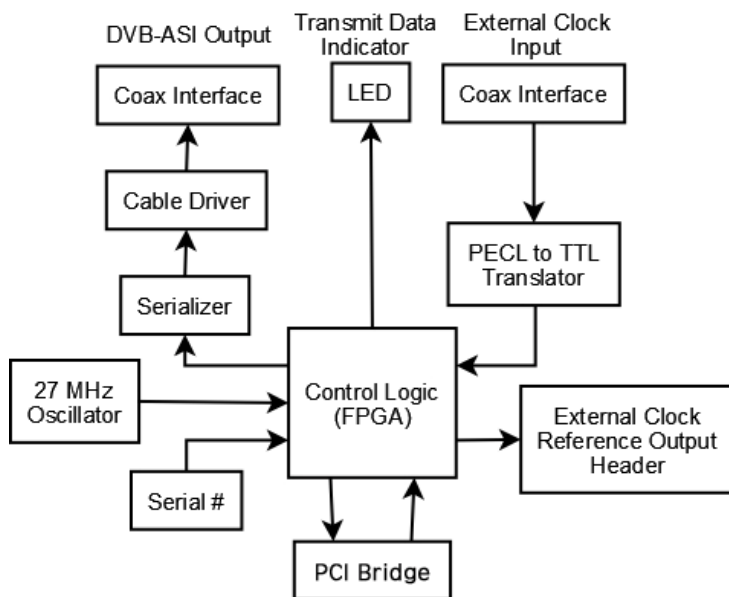 DVB-ASI Output
Transmit Data
Indicator
External Clock
Input
Coax Interface
LED
Coax Interface
Cable Driver
PECL to TTL
Translator
Serializer
27 MHz
Oscillator
Control Logic
(FPGA)
External Clock
Reference Output
Header
Serial #
PCI Bridge